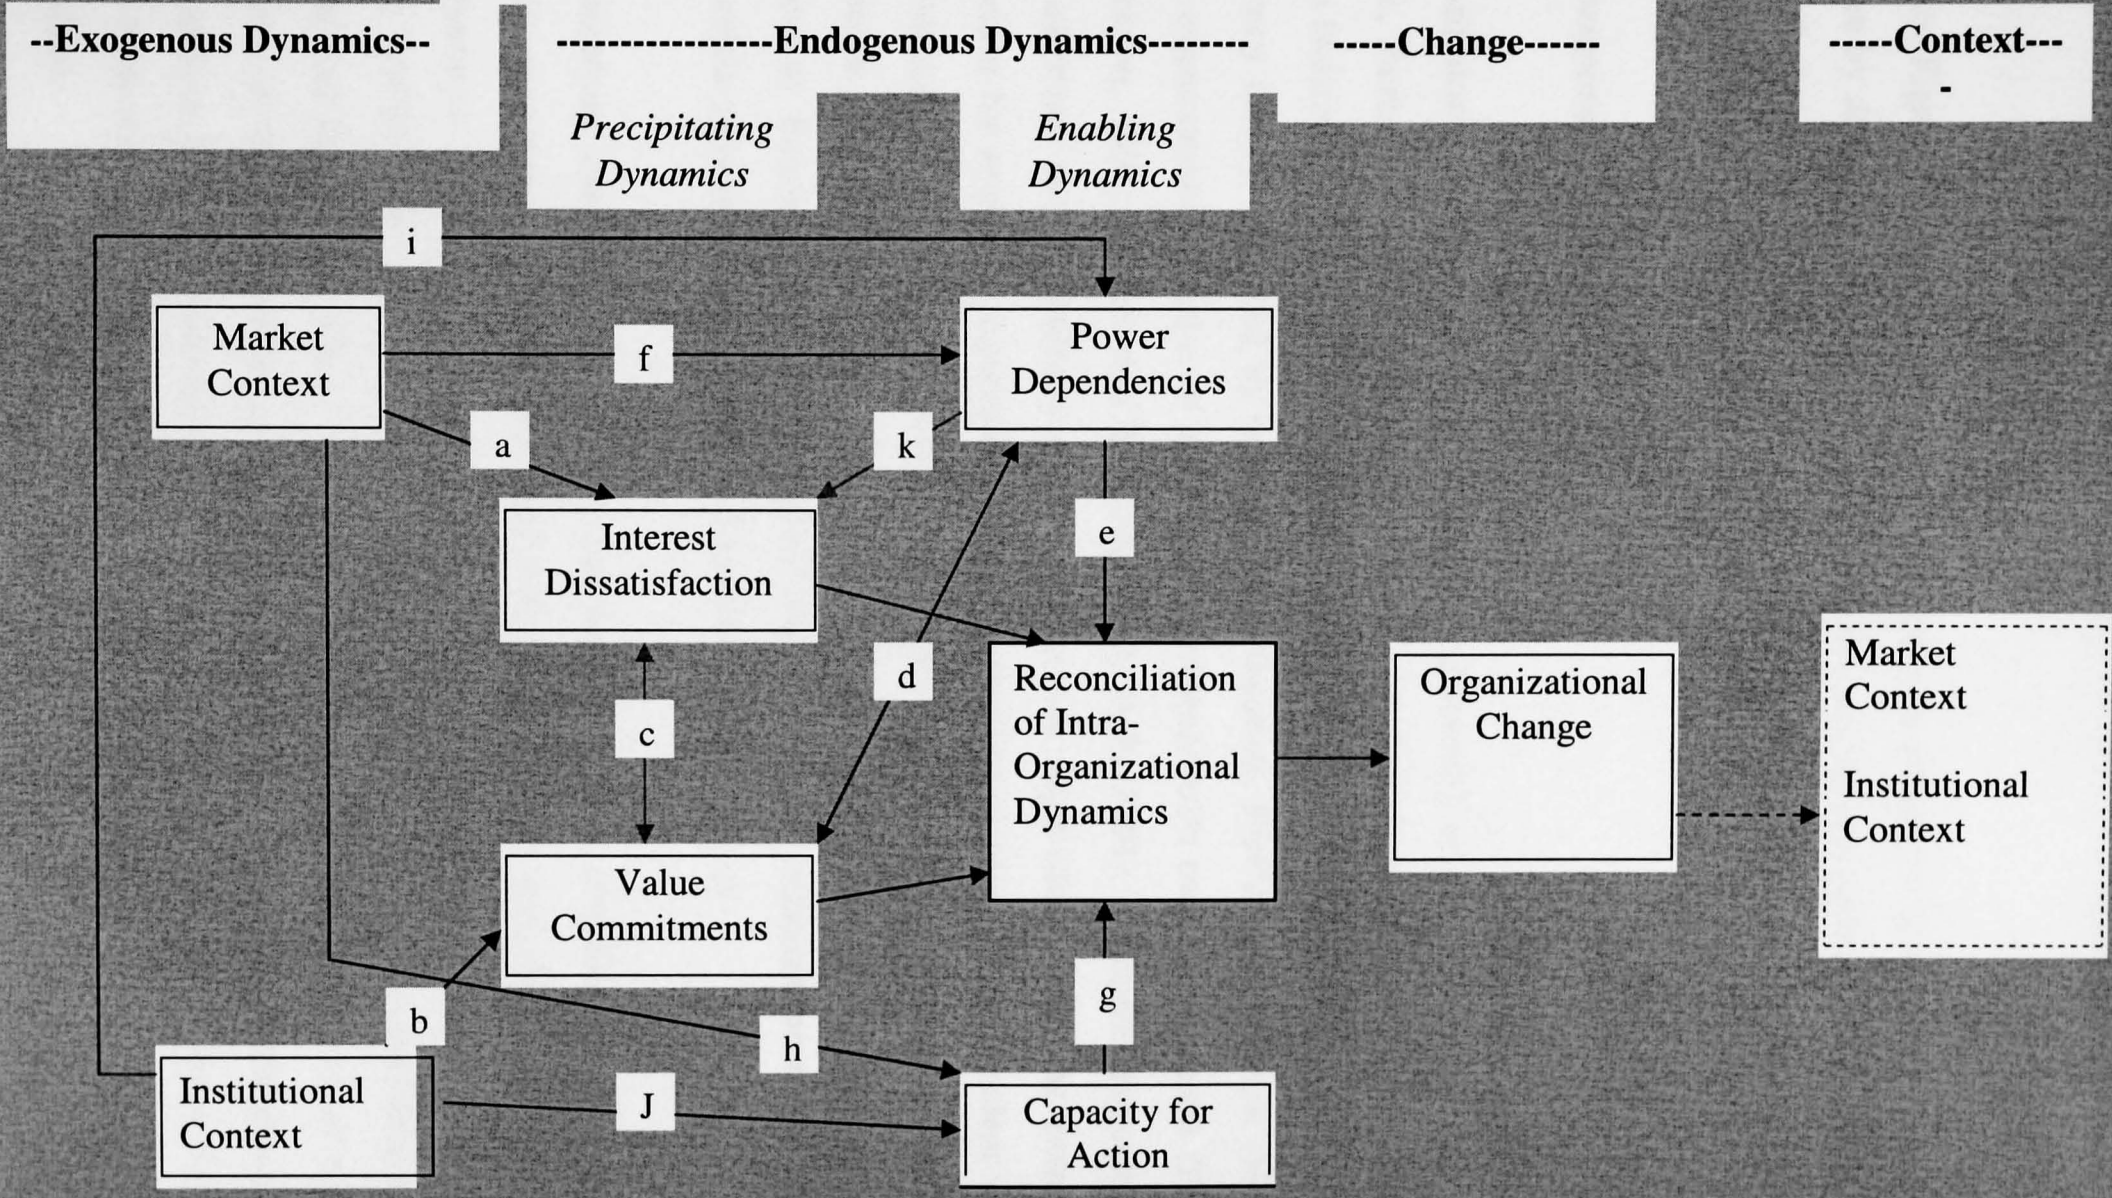 --Exogenous Dynamics--
-----------------Endogenous Dynamics--------
-----Change------
-----Context---
-
Precipitating
Dynamics
Enabling
Dynamics
i
Market
Context
f
Power
Dependencies
a
k
Interest
Dissatisfaction
e
d
c
Reconciliation
of Intra-
Organizational
Dynamics
Organizational
Change
Market
Context
Institutional
Context
Value
Commitments
b
g
h
Institutional
Context
J
Capacity for
Action